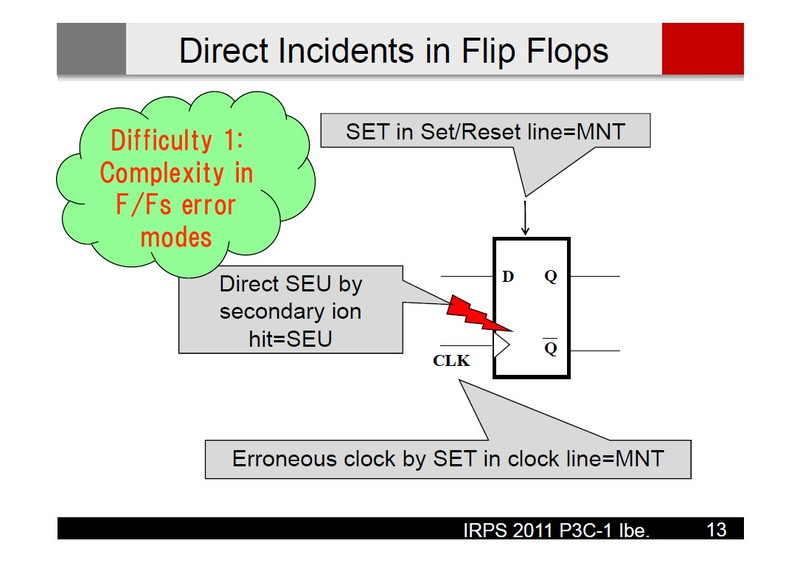 Direct Incidents in Flip Flops
Difficulty 1:
Complexity in
F/Fs error
modes
SET in Set/Reset line=MNT
Direct SEU by
secondary ion
hit=SEU
D Q
CLK
Q̅
Erroneous clock by SET in clock line=MNT
IRPS 2011 P3C-1 Ibe. 13